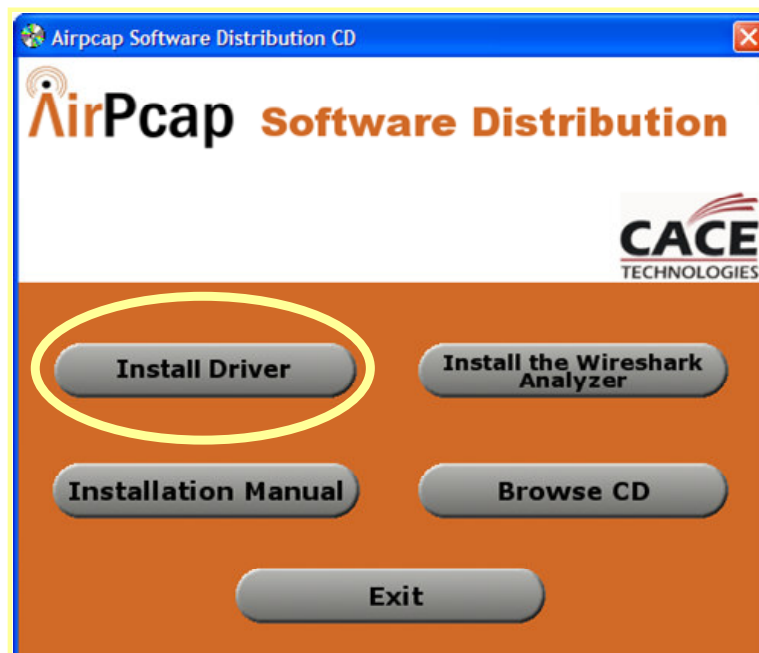 Airpcap Software Distribution CD
AirPcap Software Distribution
CACE
TECHNOLOGIES
Install Driver
Install the Wireshark
Analyzer
Installation Manual
Browse CD
Exit